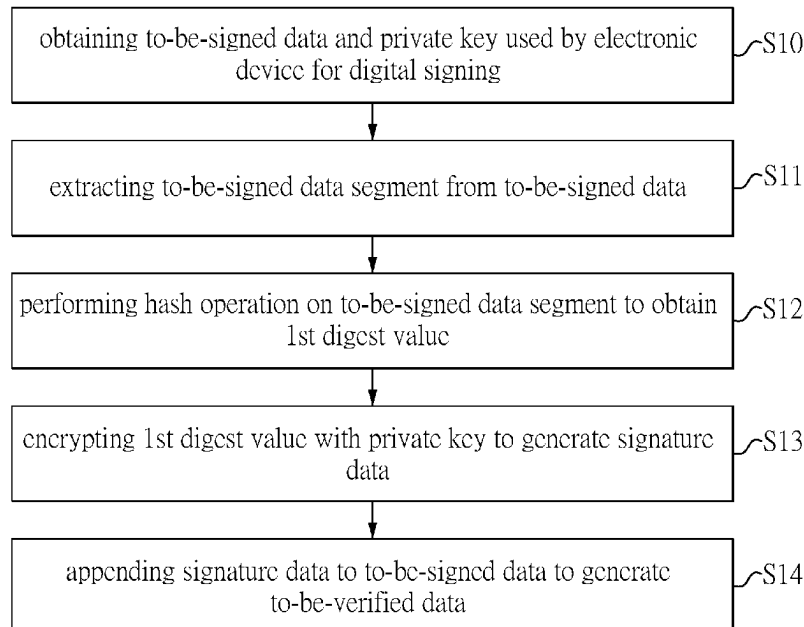 obtaining to-be-signed data and private key used by electronic
device for digital signing
S10
extracting to-be-signed data segment from to-be-signed data
S11
performing hash operation on to-be-signed data segment to obtain
1st digest value
S12
encrypting 1st digest value with private key to generate signature
data
S13
appending signature data to to-be-signed data to generate
to-be-verified data
S14